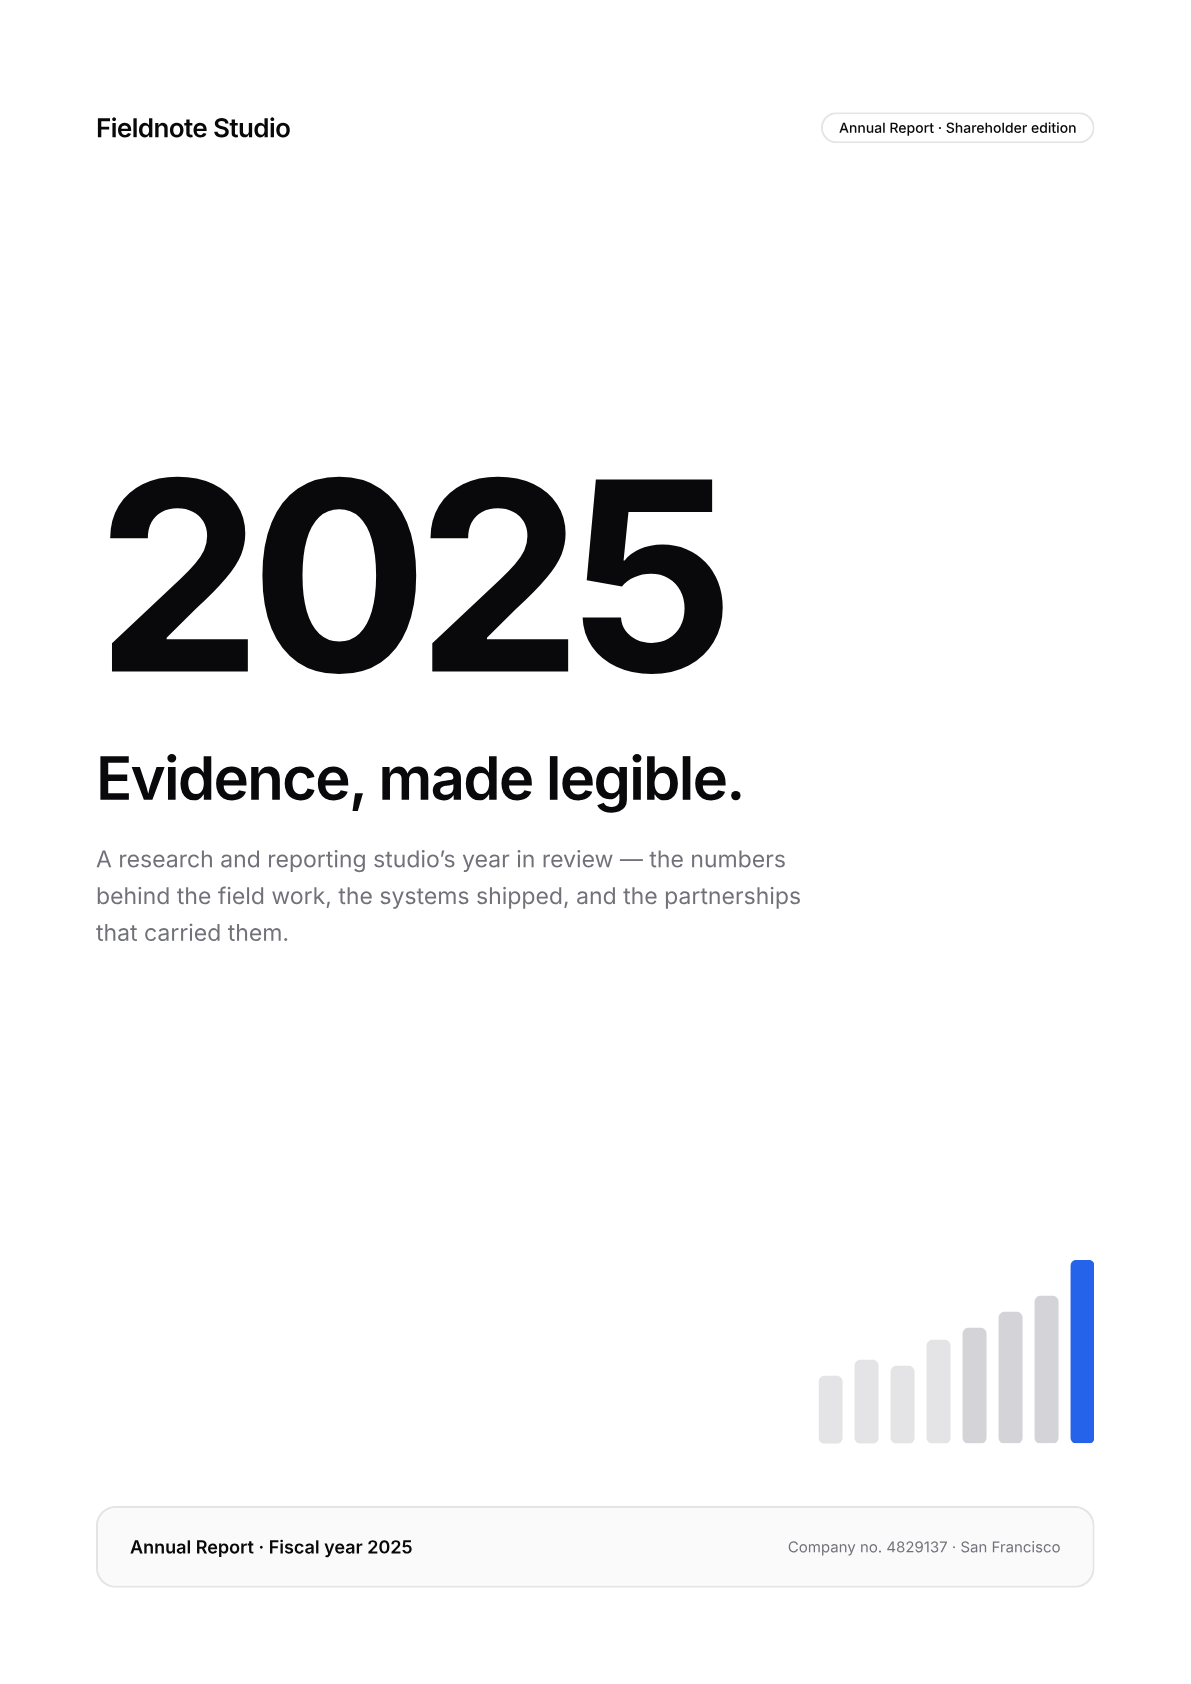 Fieldnote Studio
Annual Report · Shareholder edition
2025
Evidence, made legible.
A research and reporting studio’s year in review — the numbers
behind the field work, the systems shipped, and the partnerships
that carried them.
Annual Report · Fiscal year 2025
Company no. 4829137 · San Francisco